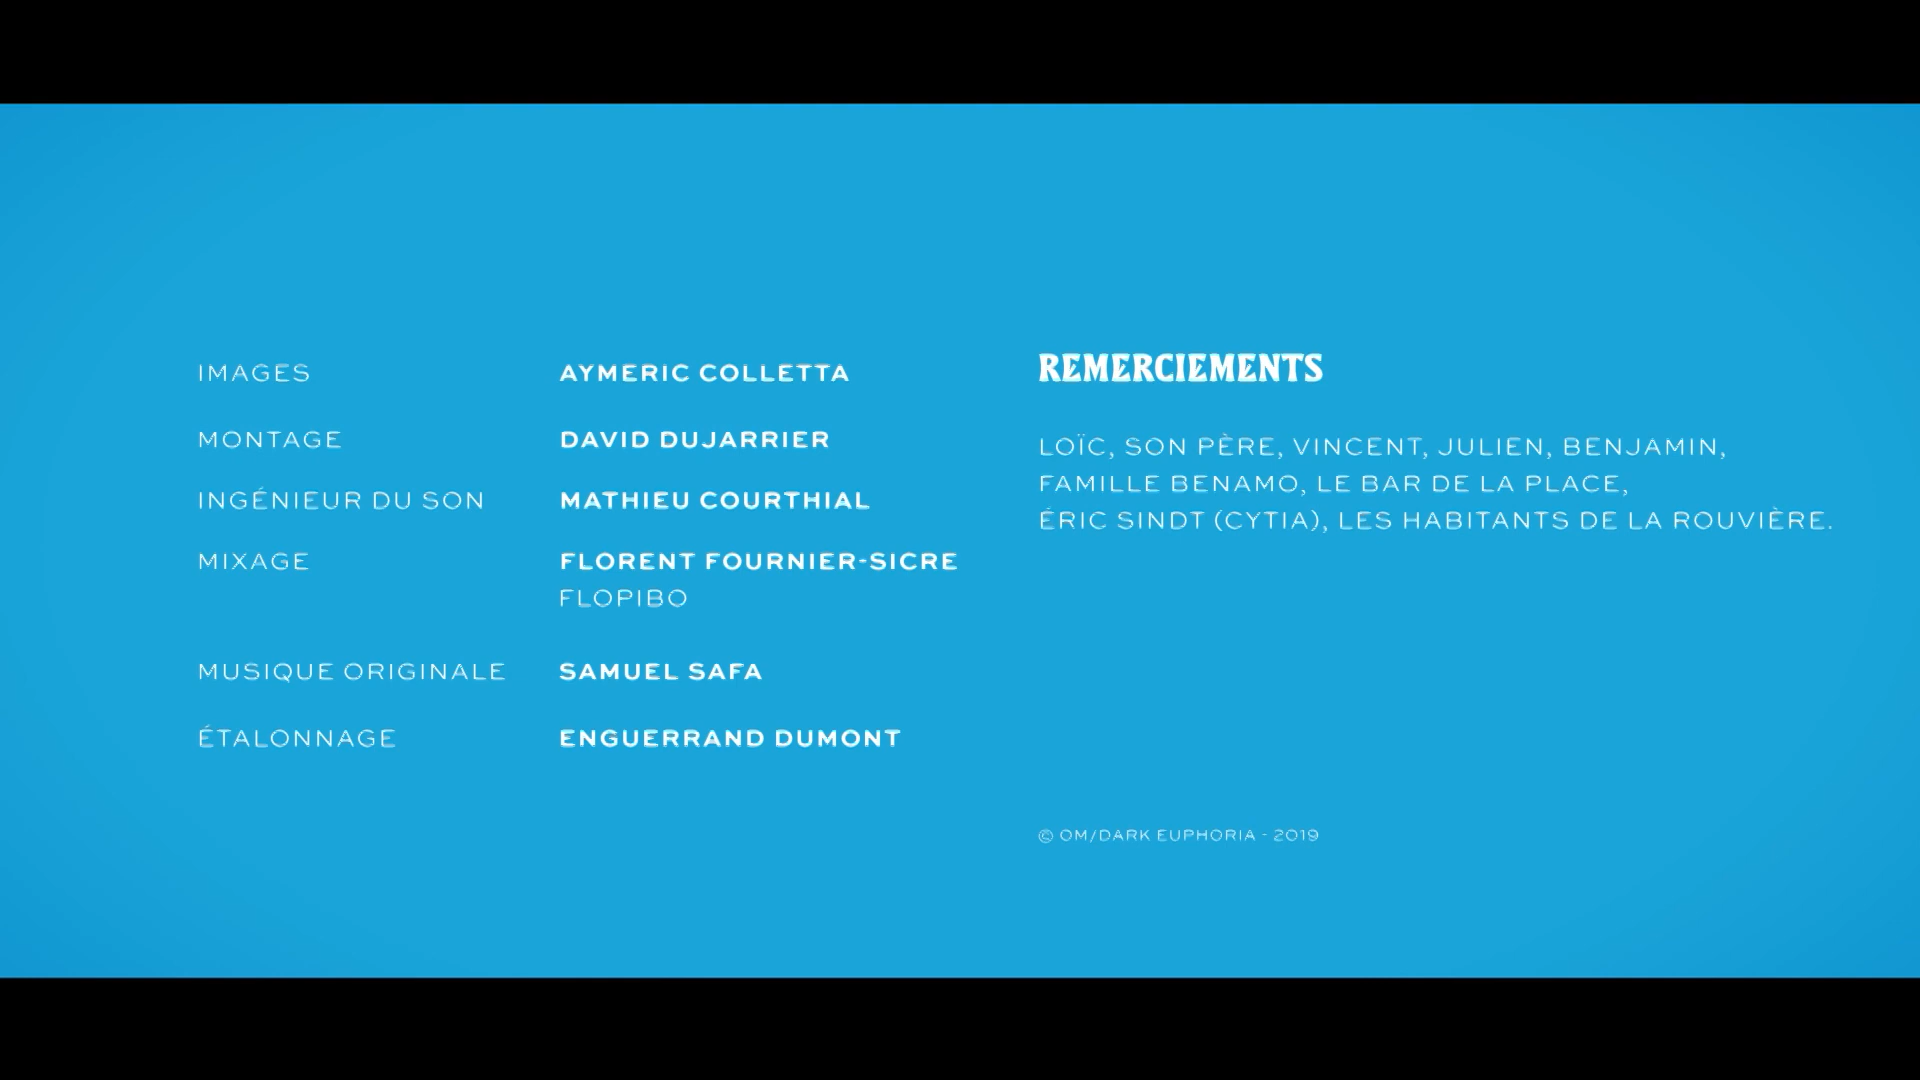 IMAGES AYMERIC COLLETTA
MONTAGE DAVID DUJARRIER
INGÉNIEUR DU SON MATHIEU COURTHIAL
MIXAGE FLORENT FOURNIER-SICRE
FLOPIBO
MUSIQUE ORIGINALE SAMUEL SAFA
ÉTALONNAGE ENGUERRAND DUMONT
REMERCIEMENTS
LOÏC, SON PÈRE, VINCENT, JULIEN, BENJAMIN,
FAMILLE BENAMO, LE BAR DE LA PLACE,
ÉRIC SINDT (CYTIA), LES HABITANTS DE LA ROUVIÈRE.
© OM/DARK EUPHORIA - 2019